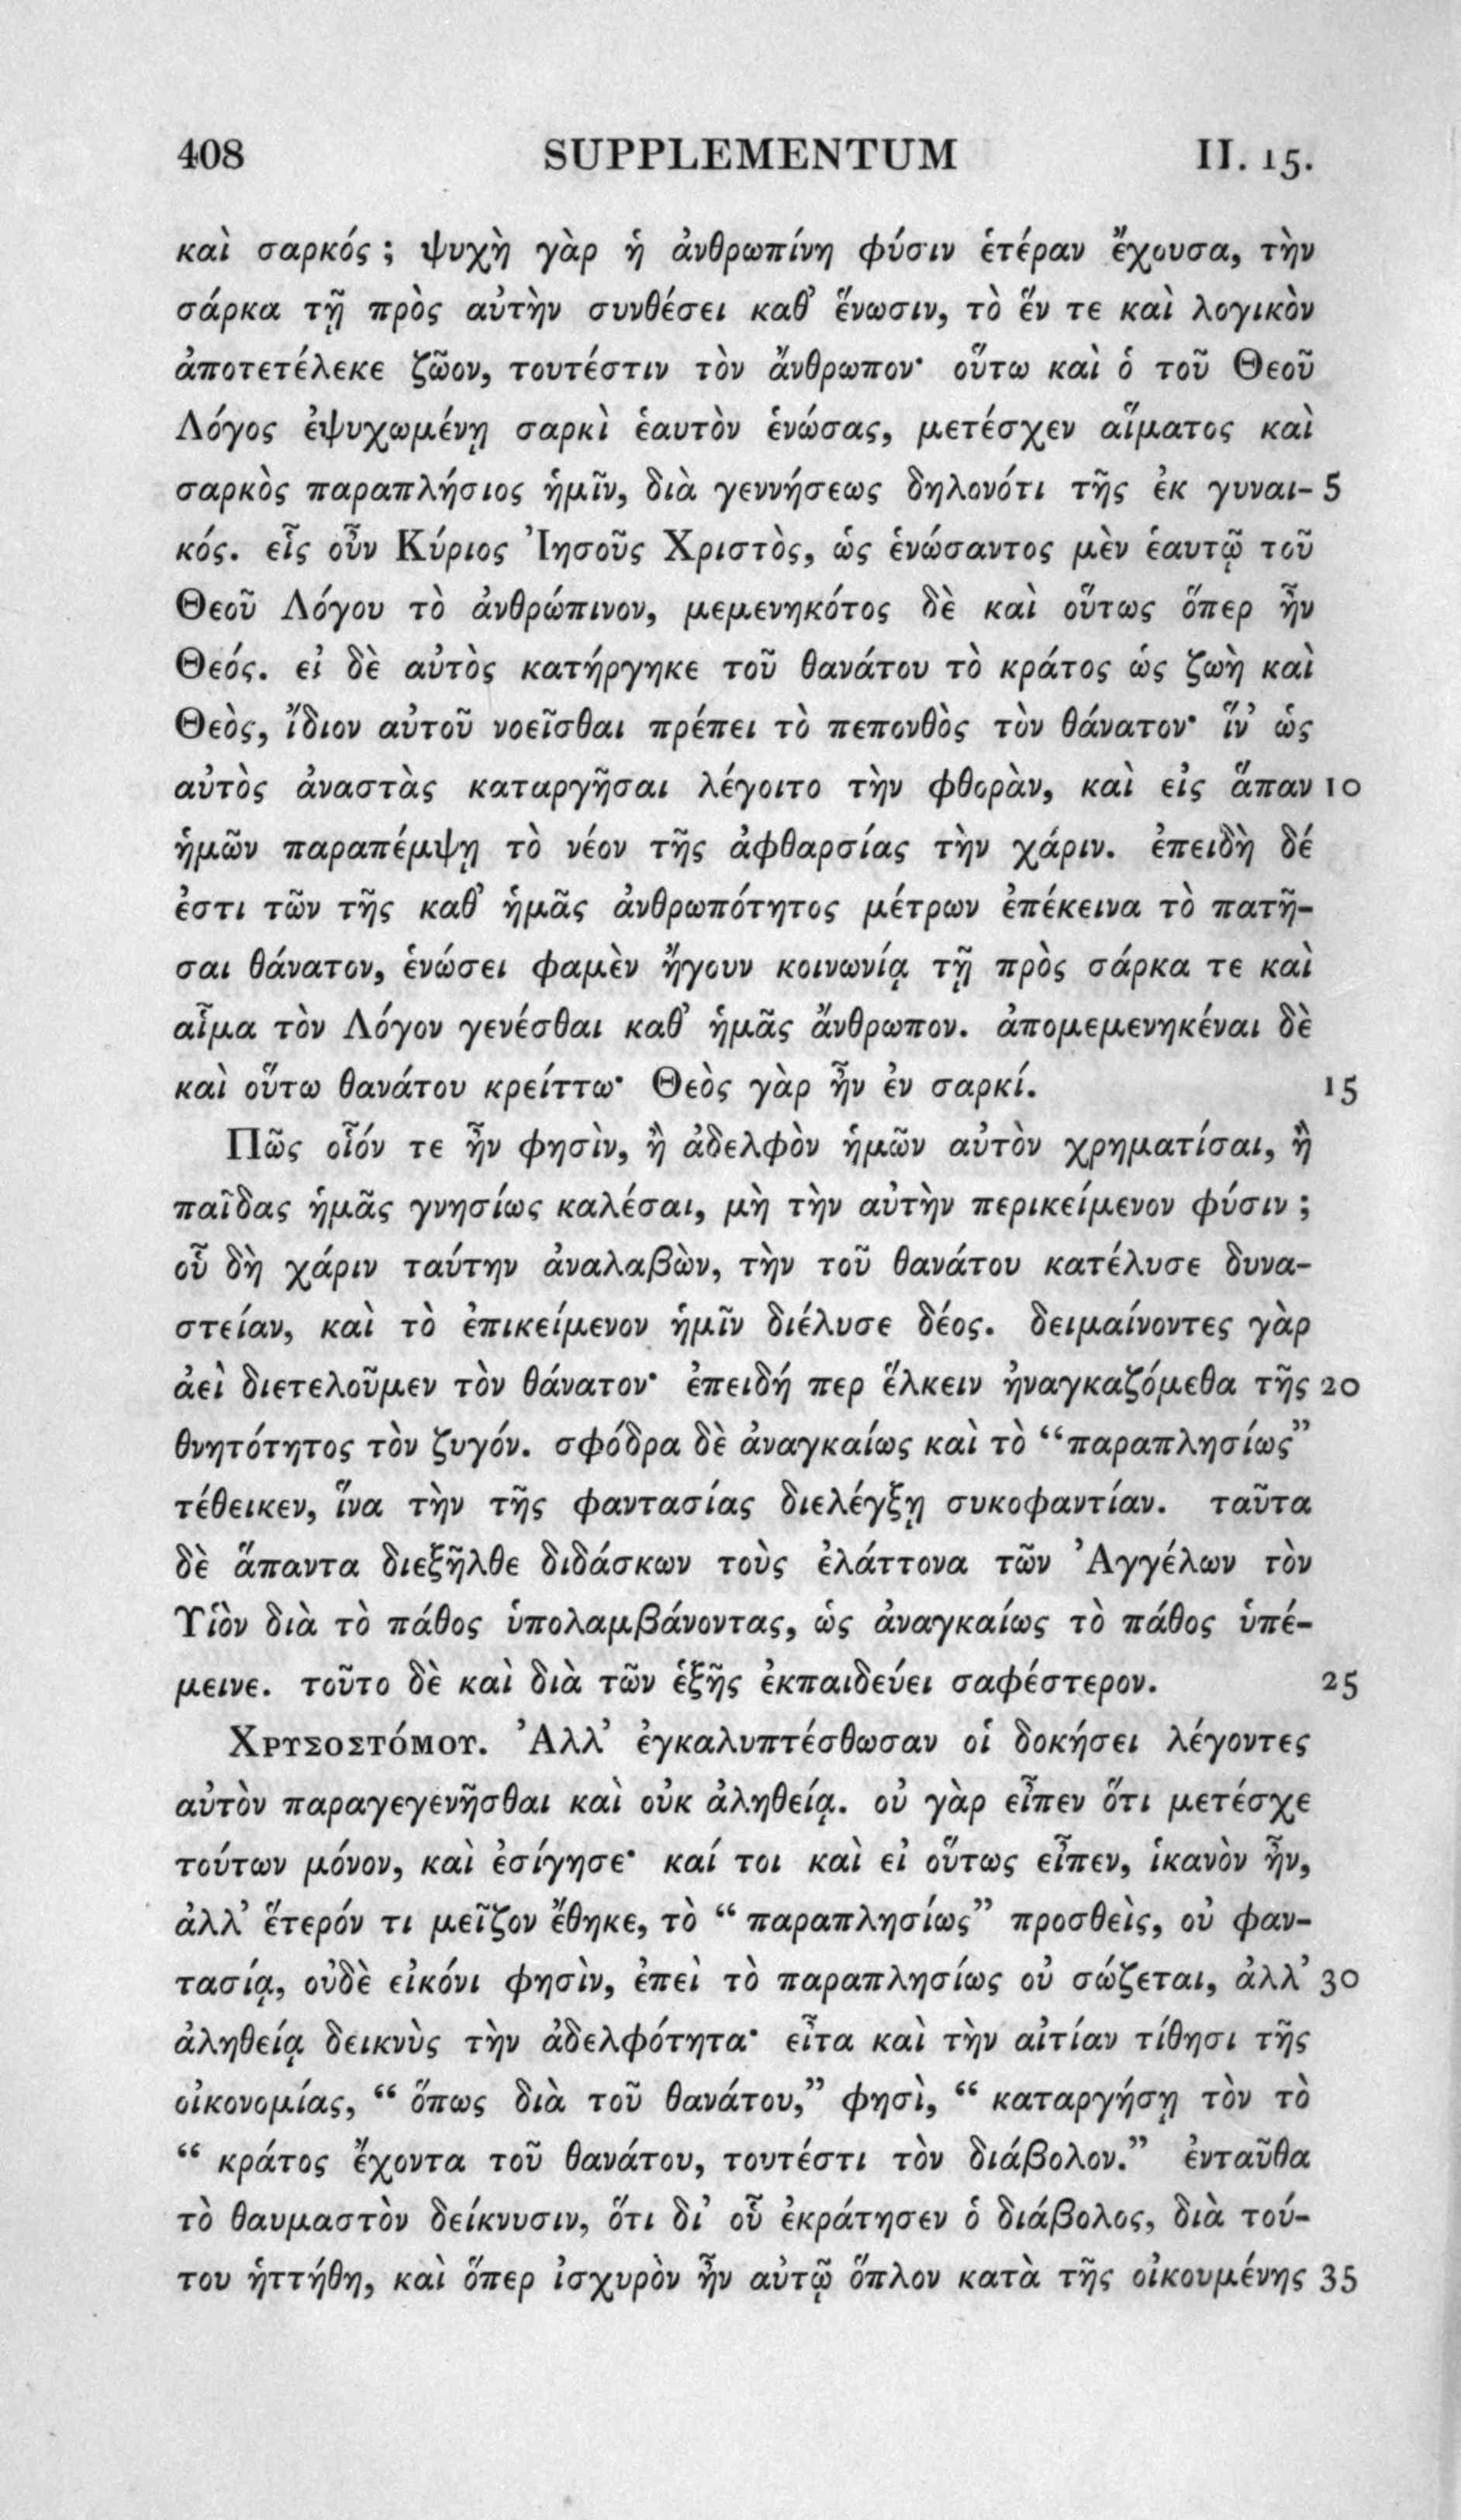 408 SUPPLEMENTUM II. 15.
καὶ σαρκός; ψυχὴ γὰρ ἡ ἀνθρωπίνη φύσιν ἑτέραν ἔχουσα, τὴν
σάρκα τῇ πρὸς αὐτὴν συνθέσει καθ’ ἕνωσιν, τὸ ἕν τε καὶ λογικὸν
ἀποτετέλεκε ζῶον, τουτέστιν τὸν ἄνθρωπον· οὕτω καὶ ὁ τοῦ Θεοῦ
Λόγος ἐψυχωμένῃ σαρκὶ ἑαυτὸν ἑνώσας, μετέσχεν αἵματος καὶ
σαρκὸς παραπλήσιος ἡμῖν, διὰ γεννήσεως δηλονότι τῆς ἐκ γυναι- 5
κός. εἷς οὖν Κύριος Ἰησοῦς Χριστὸς, ὡς ἑνώσαντος μὲν ἑαυτῷ τοῦ
Θεοῦ Λόγου τὸ ἀνθρώπινον, μεμενηκότος δὲ καὶ οὕτως ὅπερ ἦν
Θεός. εἰ δὲ αὐτὸς κατήργηκε τοῦ θανάτου τὸ κράτος ὡς ζωὴ καὶ
Θεὸς, ἴδιον αὐτοῦ νοεῖσθαι πρέπει τὸ πεπονθὸς τὸν θάνατον· ἵν’ ὡς
αὐτὸς ἀναστὰς καταργῆσαι λέγοιτο τὴν φθορὰν, καὶ εἰς ἅπαν 10
ἡμῶν παραπέμψῃ τὸ νέον τῆς ἀφθαρσίας τὴν χάριν. ἐπειδὴ δέ
ἐστι τῶν τῆς καθ’ ἡμᾶς ἀνθρωπότητος μέτρων ἐπέκεινα τὸ πατῆ-
σαι θάνατον, ἑνώσει φαμὲν ἤγουν κοινωνίᾳ τῇ πρὸς σάρκα τε καὶ
αἷμα τὸν Λόγον γενέσθαι καθ’ ἡμᾶς ἄνθρωπον. ἀπομεμενηκέναι δὲ
καὶ οὕτω θανάτου κρείττω· Θεὸς γὰρ ἦν ἐν σαρκί. 15
Πῶς οἷόν τε ἦν φησὶν, ἢ ἀδελφὸν ἡμῶν αὐτὸν χρηματίσαι, ἢ
παῖδας ἡμᾶς γνησίως καλέσαι, μὴ τὴν αὐτὴν περικείμενον φύσιν;
οὗ δὴ χάριν ταύτην ἀναλαβὼν, τὴν τοῦ θανάτου κατέλυσε δυνα-
στείαν, καὶ τὸ ἐπικείμενον ἡμῖν διέλυσε δέος. δειμαίνοντες γὰρ
ἀεὶ διετελοῦμεν τὸν θάνατον· ἐπειδή περ ἕλκειν ἠναγκαζόμεθα τῆς 20
θνητότητος τὸν ζυγόν. σφόδρα δὲ ἀναγκαίως καὶ τὸ “παραπλησίως”
τέθεικεν, ἵνα τὴν τῆς φαντασίας διελέγξῃ συκοφαντίαν. ταῦτα
δὲ ἅπαντα διεξῆλθε διδάσκων τοὺς ἐλάττονα τῶν Ἀγγέλων τὸν
Υἱὸν διὰ τὸ πάθος ὑπολαμβάνοντας, ὡς ἀναγκαίως τὸ πάθος ὑπέ-
μεινε. τοῦτο δὲ καὶ διὰ τῶν ἑξῆς ἐκπαιδεύει σαφέστερον. 25
ΧΡΥΣΟΣΤΌΜΟΥ. Ἀλλ’ ἐγκαλυπτέσθωσαν οἱ δοκήσει λέγοντες
αὐτὸν παραγεγενῆσθαι καὶ οὐκ ἀληθείᾳ. οὐ γὰρ εἶπεν ὅτι μετέσχε
τούτων μόνον, καὶ ἐσίγησε· καί τοι καὶ εἰ οὕτως εἶπεν, ἱκανὸν ἦν,
ἀλλ’ ἕτερόν τι μεῖζον ἔθηκε, τὸ “ παραπλησίως” προσθεὶς, οὐ φαν-
τασίᾳ, οὐδὲ εἰκόνι φησὶν, ἐπεὶ τὸ παραπλησίως οὐ σώζεται, ἀλλ’ 30
ἀληθείᾳ δεικνὺς τὴν ἀδελφότητα· εἶτα καὶ τὴν αἰτίαν τίθησι τῆς
οἰκονομίας, “ ὅπως διὰ τοῦ θανάτου,” φησὶ, “ καταργήσῃ τὸν τὸ
“ κράτος ἔχοντα τοῦ θανάτου, τουτέστι τὸν διάβολον.” ἐνταῦθα
τὸ θαυμαστὸν δείκνυσιν, ὅτι δι’ οὗ ἐκράτησεν ὁ διάβολος, διὰ τού-
του ἡττήθη, καὶ ὅπερ ἰσχυρὸν ἦν αὐτῷ ὅπλον κατὰ τῆς οἰκουμένης 35